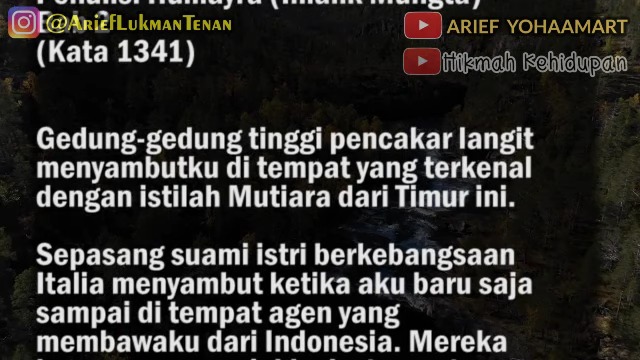 @AriefLukmanTenan
ARIEF YOHAAMART
Hikmah Kehidupan
(Kata 1341)
Gedung-gedung tinggi pencakar langit
menyambutku di tempat yang terkenal
dengan istilah Mutiara dari Timur ini.
Sepasang suami istri berkebangsaan
Italia menyambut ketika aku baru saja
sampai di tempat agen yang
membawaku dari Indonesia. Mereka